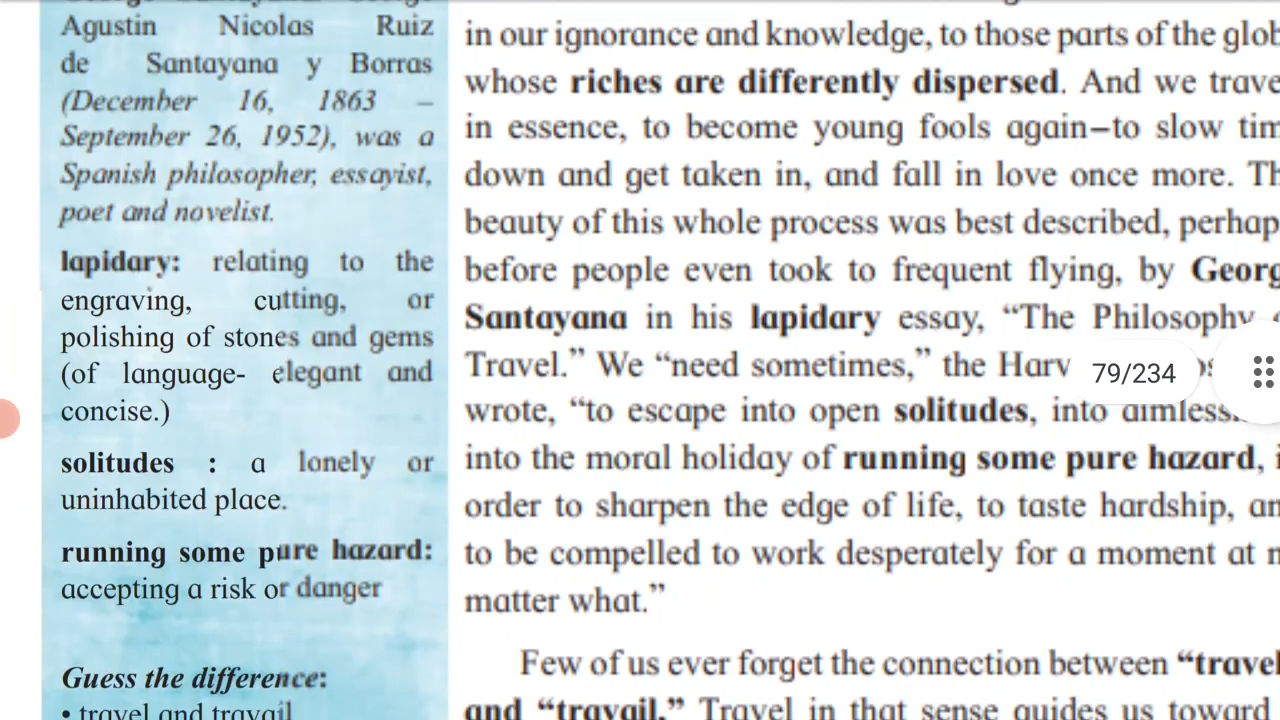 Agustin Nicolas Ruiz
de Santayana y Borras
(December 16, 1863 –
September 26, 1952), was a
Spanish philosopher, essayist,
poet and novelist.
lapidary: relating to the
engraving, cutting, or
polishing of stones and gems
(of language- elegant and
concise.)
solitudes : a lonely or
uninhabited place.
running some pure hazard:
accepting a risk or danger
Guess the difference:
• travel and travail
in our ignorance and knowledge, to those parts of the glob
whose riches are differently dispersed. And we trave
in essence, to become young fools again–to slow tim
down and get taken in, and fall in love once more. Th
beauty of this whole process was best described, perhap
before people even took to frequent flying, by Georg
Santayana in his lapidary essay, “The Philosophy
Travel.” We “need sometimes,” the Harv
wrote, “to escape into open solitudes, into aimless
into the moral holiday of running some pure hazard, i
order to sharpen the edge of life, to taste hardship, an
to be compelled to work desperately for a moment at n
matter what.”
Few of us ever forget the connection between “travel
and “travail.” Travel in that sense guides us toward
79/234